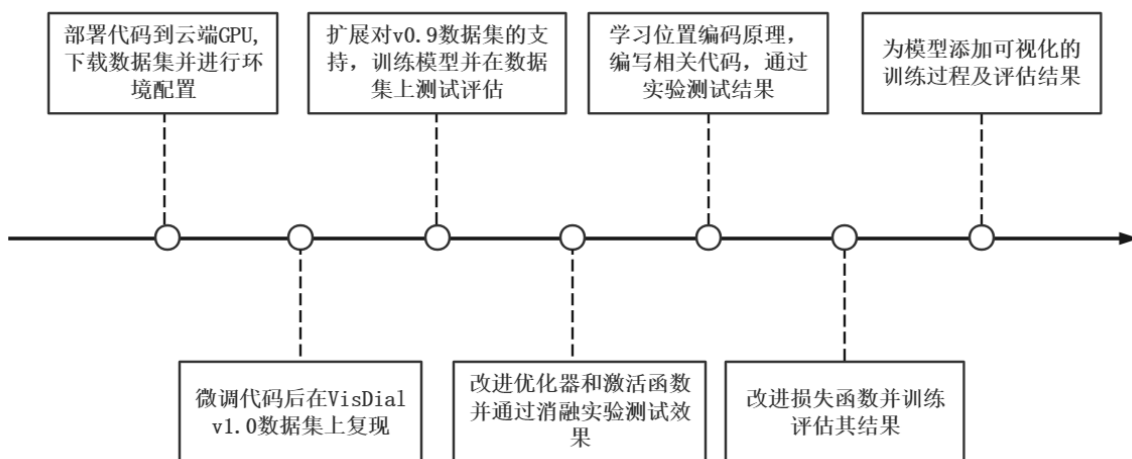 部署代码到云端GPU,
下载数据集并进行环
境配置
扩展对v0.9数据集的支
持，训练模型并在数据
集上测试评估
学习位置编码原理，
编写相关代码，通过
实验测试结果
为模型添加可视化的
训练过程及评估结果
微调代码后在VisDial
v1.0数据集上复现
改进优化器和激活函数
并通过消融实验测试效
果
改进损失函数并训练
评估其结果